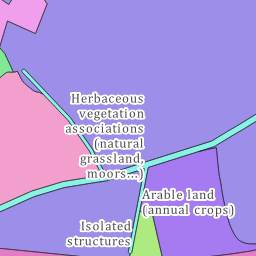 Herbaceous
vegetation
associations
(natural
grassland,
moors...)
Arable land
(annual crops)
Isolated
structures